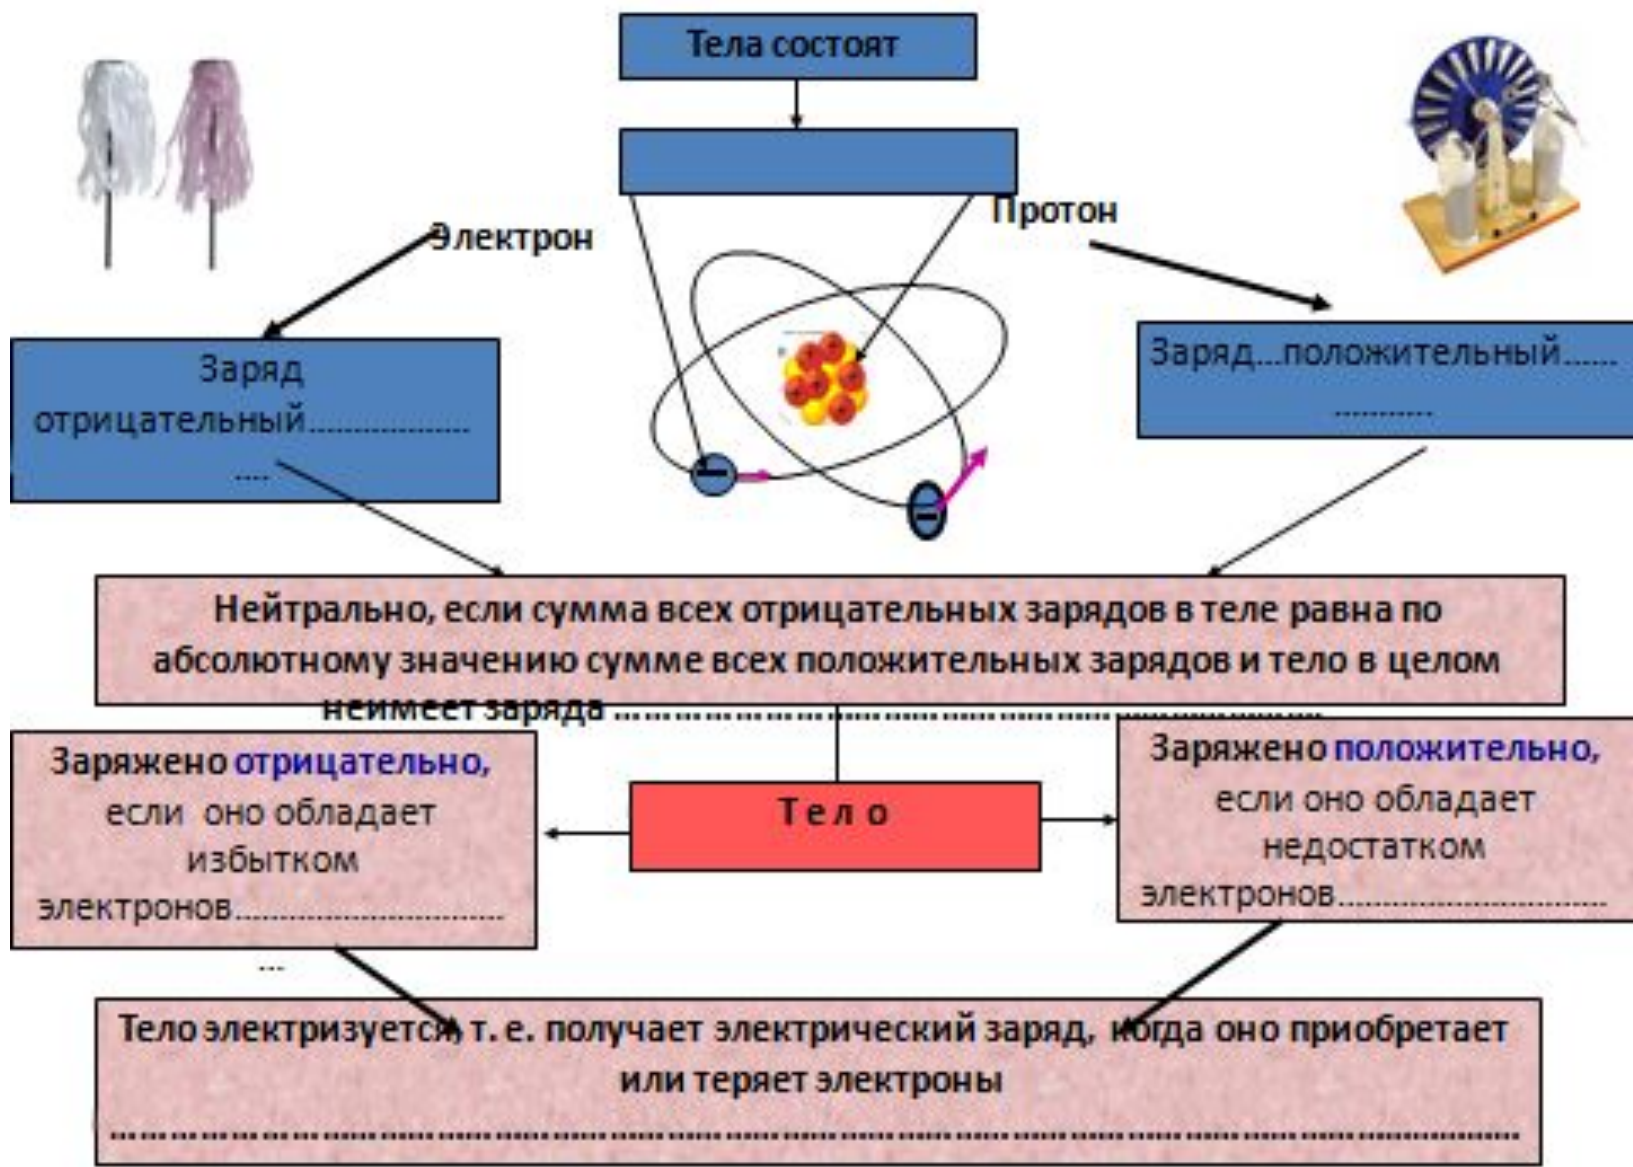 Тела состоят
Протон
Электрон
Заряд
отрицательный...................
....
Заряд...положительный......
...........
Нейтрально, если сумма всех отрицательных зарядов в теле равна по
абсолютному значению сумме всех положительных зарядов и тело в целом
неимеет заряда ......................................................
Заряжено отрицательно,
если оно обладает
избытком
электронов..............................
...
Тело
Заряжено положительно,
если оно обладает
недостатком
электронов..............................
Тело электризуется, т. е. получает электрический заряд, когда оно приобретает
или теряет электроны
..............................................................................................